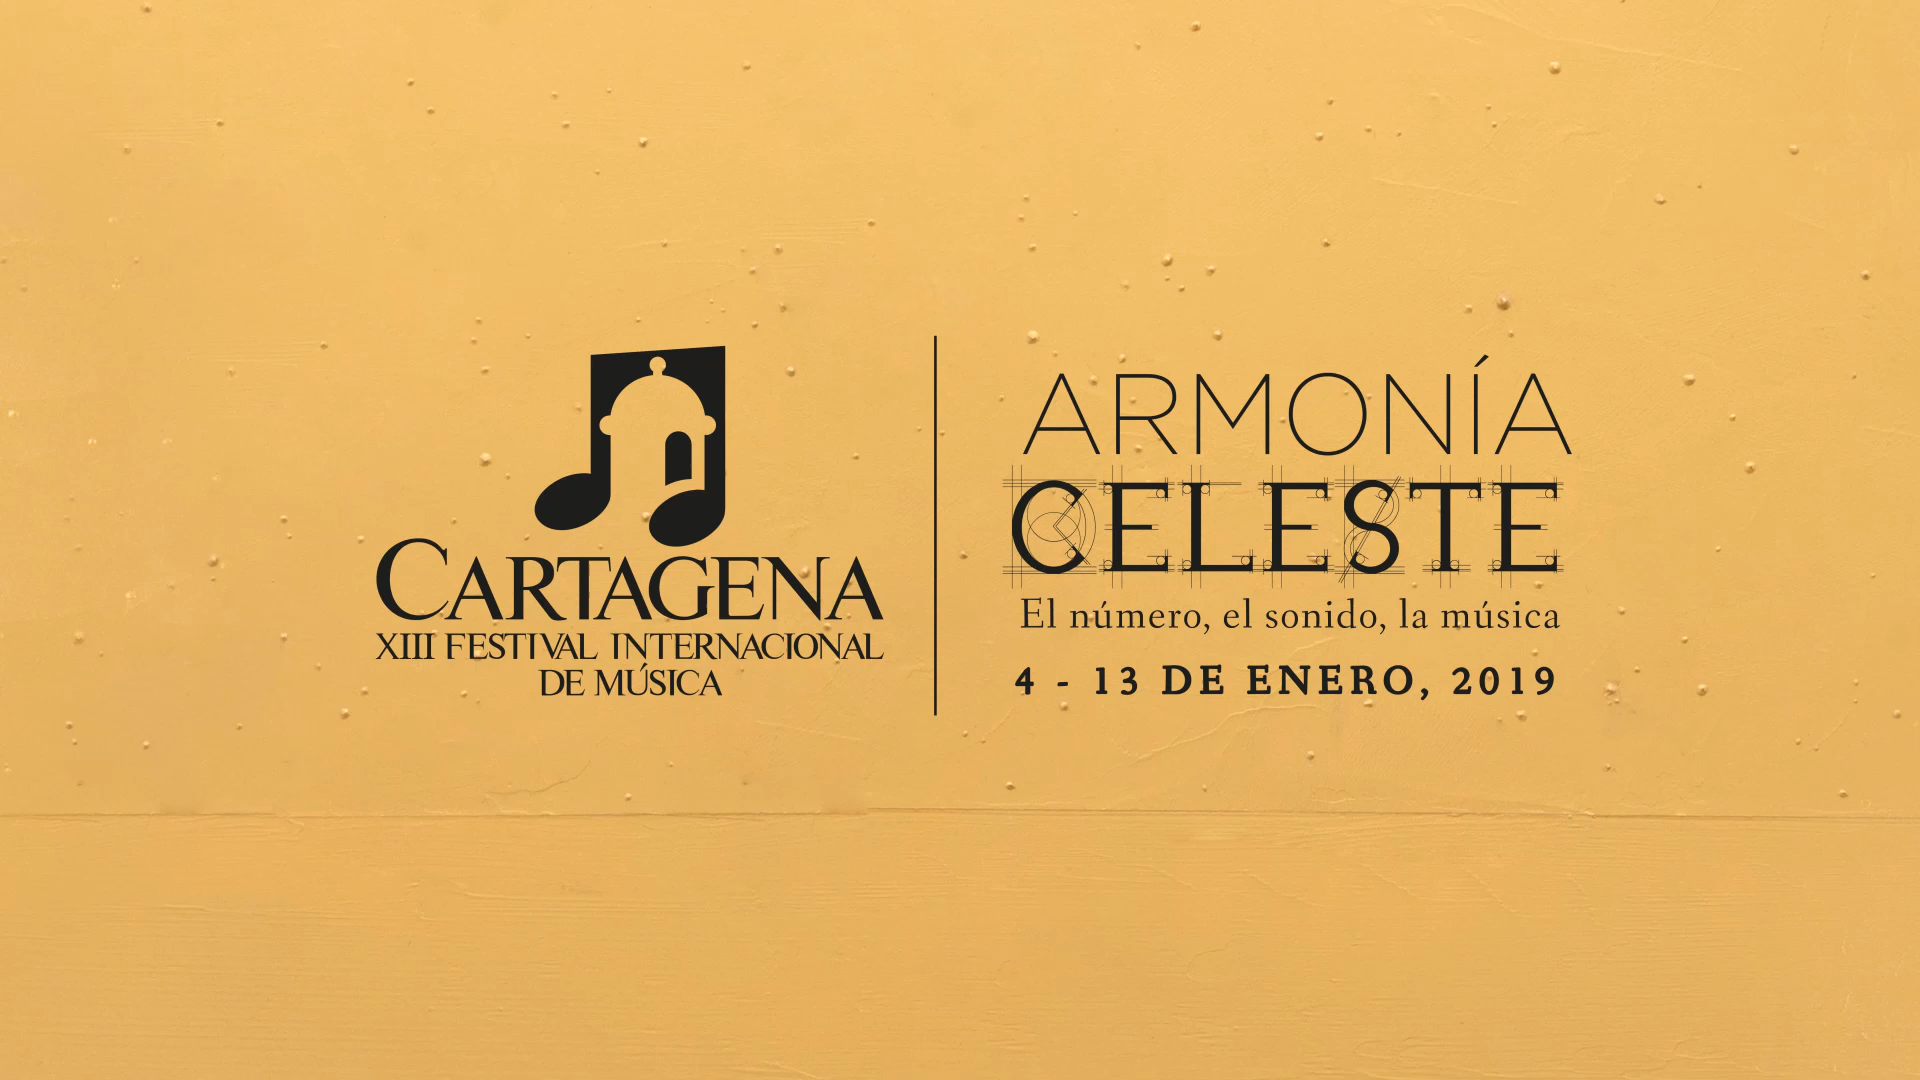 CARTAGENA
XIII FESTIVAL INTERNACIONAL
DE MÚSICA
ARMONÍA
CELESTE
El número, el sonido, la música
4 - 13 DE ENERO, 2019